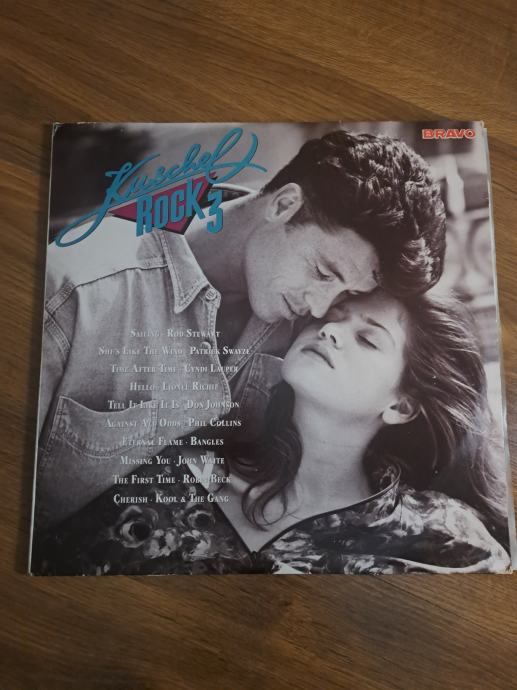 BRAVO
Kuschel
ROCK 3
SAILING · ROD STEWART
SHE'S LIKE THE WIND · PATRICK SWAYZE
TIME AFTER TIME · CYNDI LAUPER
HELLO · LIONEL RICHIE
TELL IT LIKE IT IS · DON JOHNSON
AGAINST ALL ODDS · PHIL COLLINS
ETERNAL FLAME · BANGLES
MISSING YOU · JOHN WAITE
THE FIRST TIME · ROBIN BECK
CHERISH · KOOL & THE GANG